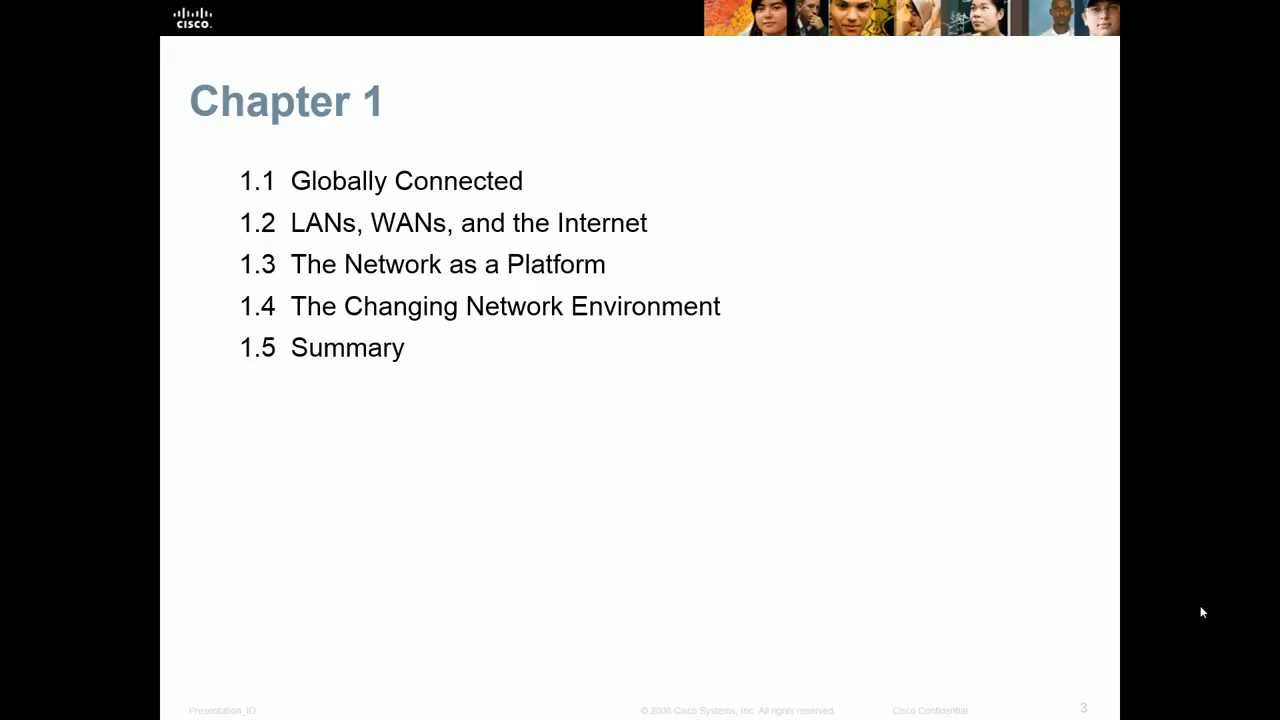 CISCO
Chapter 1
1.1 Globally Connected
1.2 LANs, WANs, and the Internet
1.3 The Network as a Platform
1.4 The Changing Network Environment
1.5 Summary
Presentation_ID © 2008 Cisco Systems, Inc. All rights reserved. Cisco Confidential 3